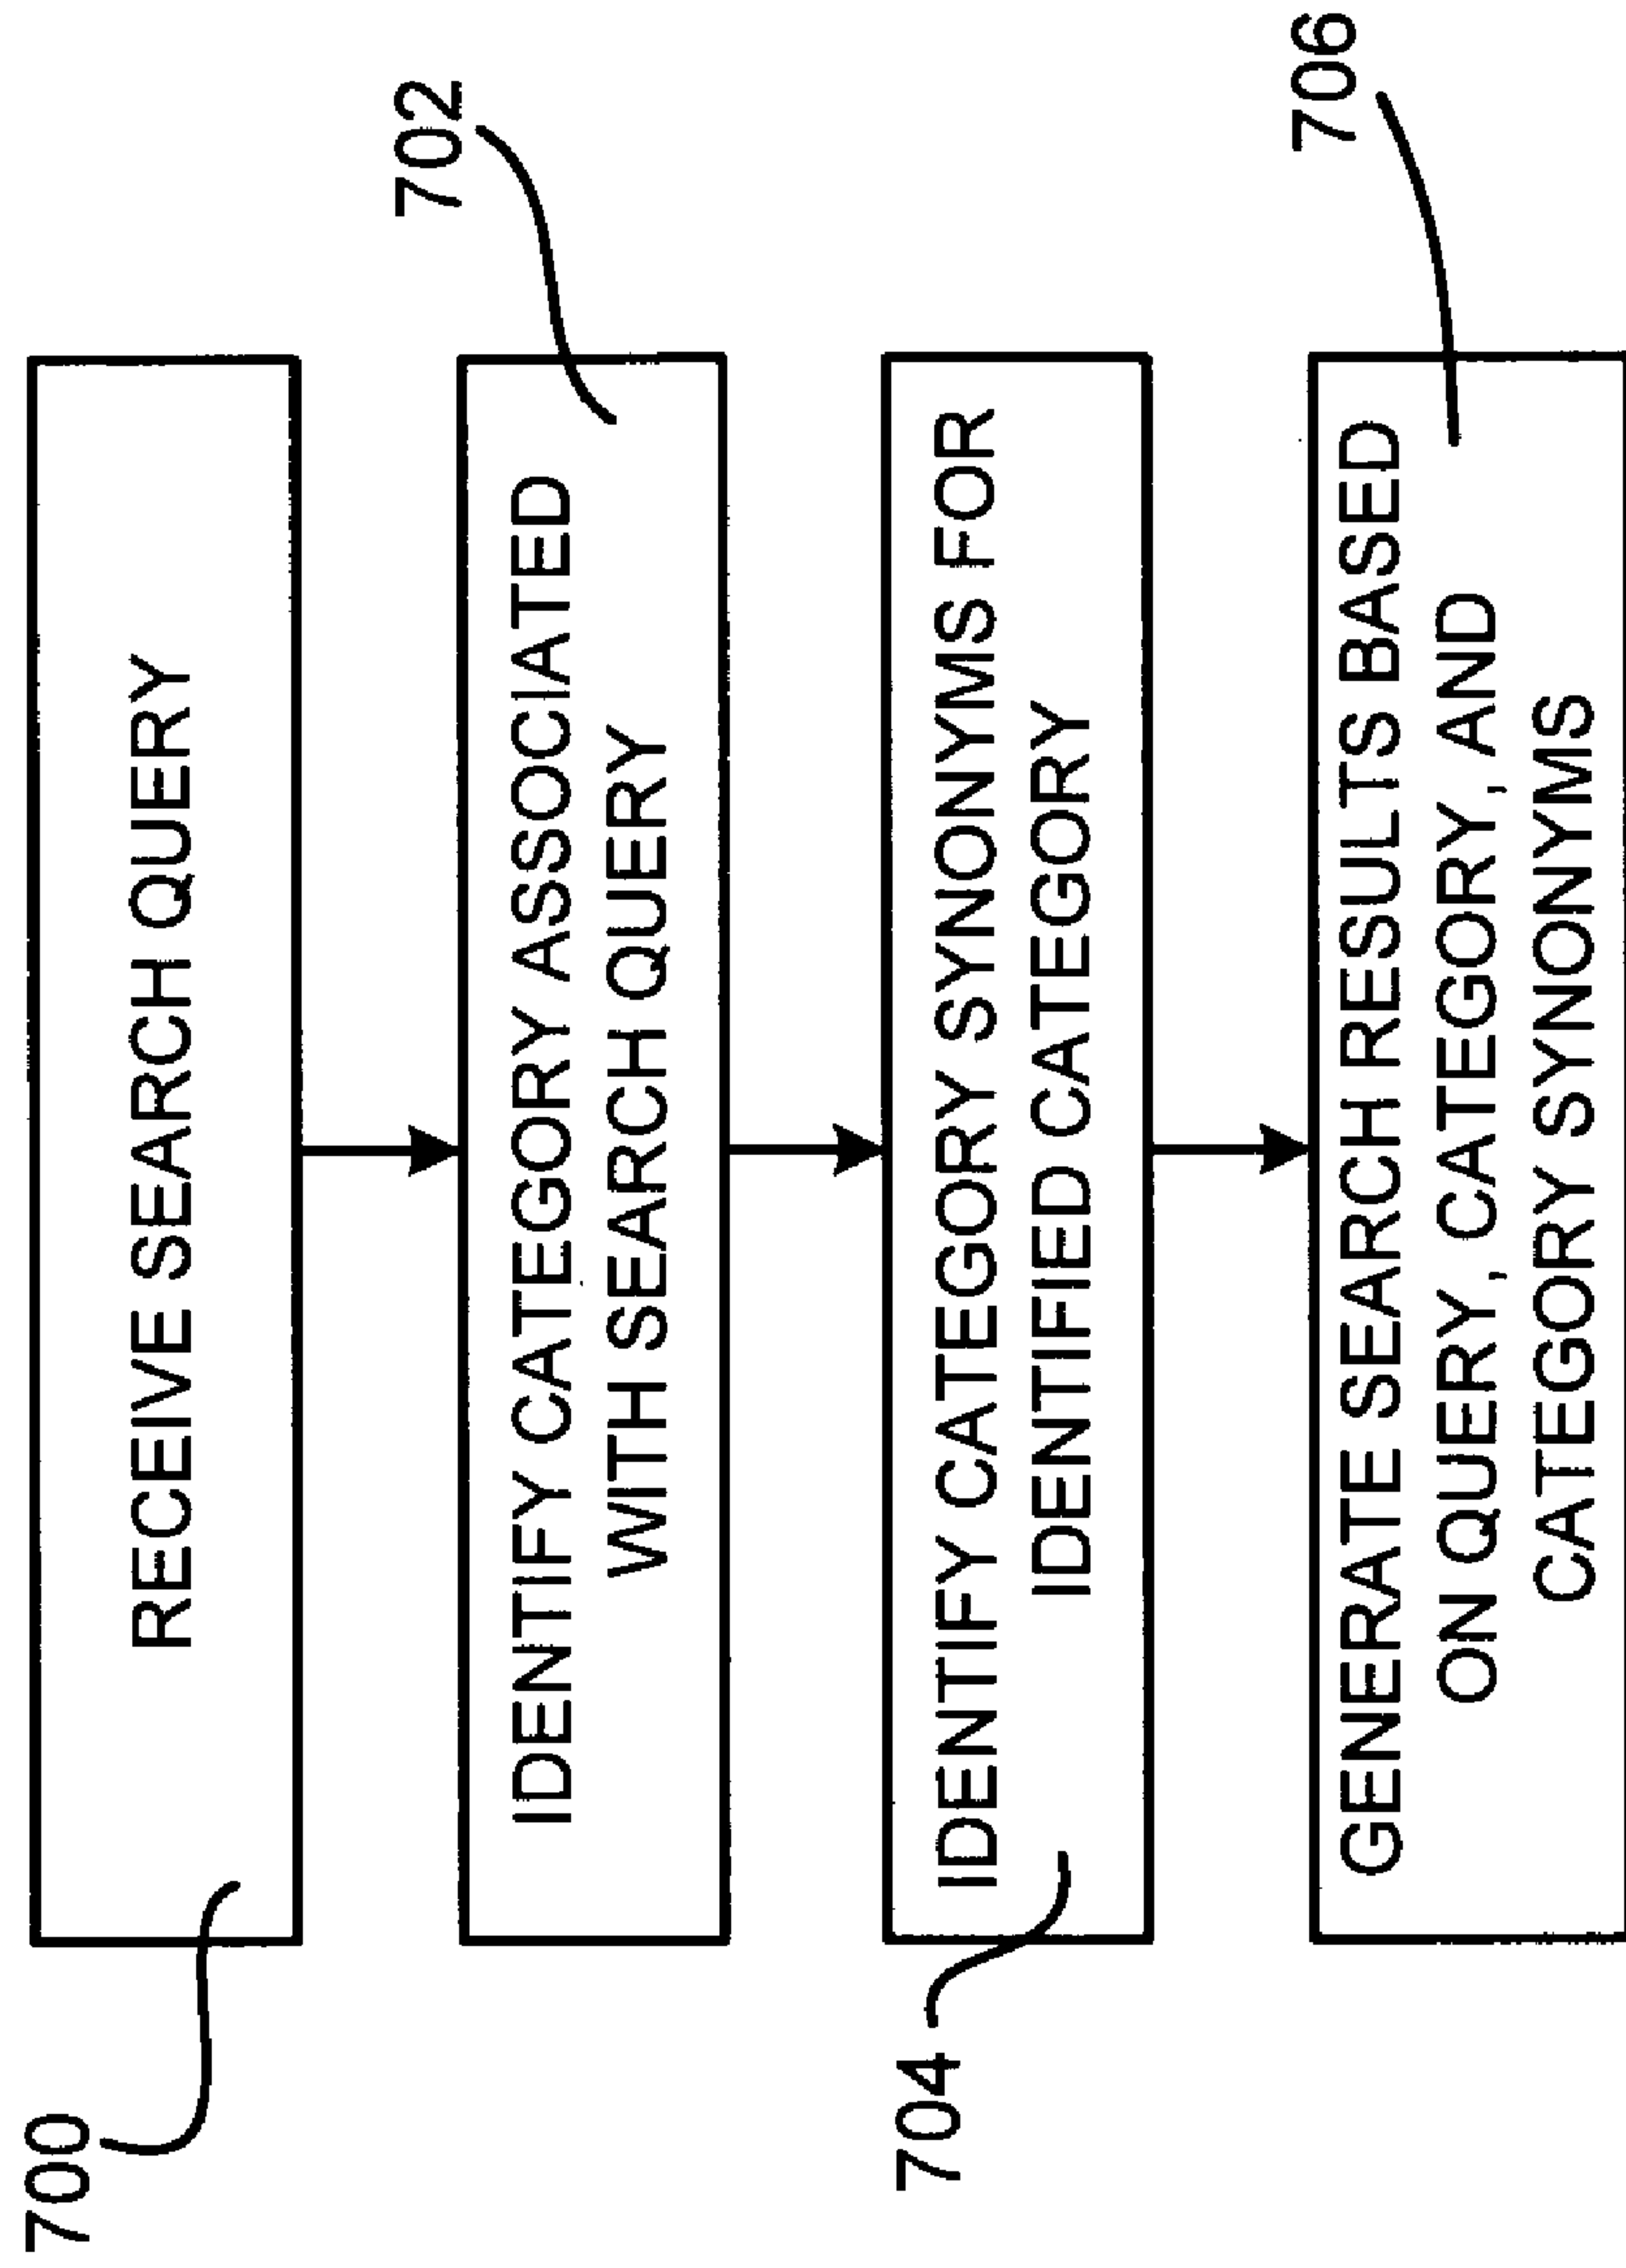 700
RECEIVE SEARCH QUERY
702
IDENTIFY CATEGORY ASSOCIATED
WITH SEARCH QUERY
704
IDENTIFY CATEGORY SYNONYMS FOR
IDENTIFIED CATEGORY
706
GENERATE SEARCH RESULTS BASED
ON QUERY, CATEGORY, AND
CATEGORY SYNONYMS